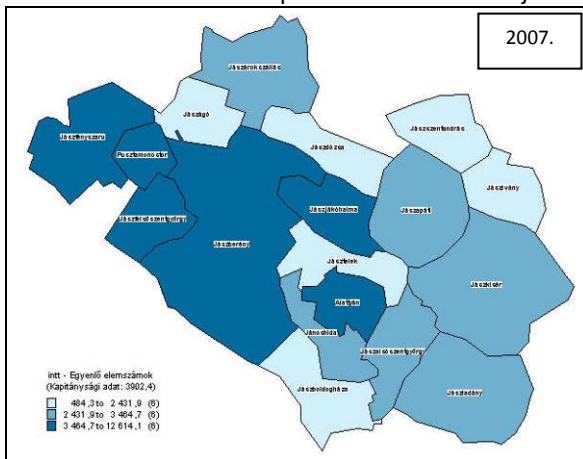 2007.
Jászárokszállás
Jászágó
Jászszentandrás
Jászfényszaru
Pusztamonostor
Jászdózsa
Jászivány
Jászjákóhalma
Jászapáti
Jászfelsőszentgyörgy
Jászberény
Jásztelek
Jászkisér
Alattyán
Jánoshida
Jászalsószentgyörgy
Jászboldogháza
Jászladány
intt - Egyenlő elemszámok
(Kapitánysági adat: 3902,4)
484,3 to 2 431,9 (6)
2 431,9 to 3 464,7 (6)
3 464,7 to 12 614,1 (6)